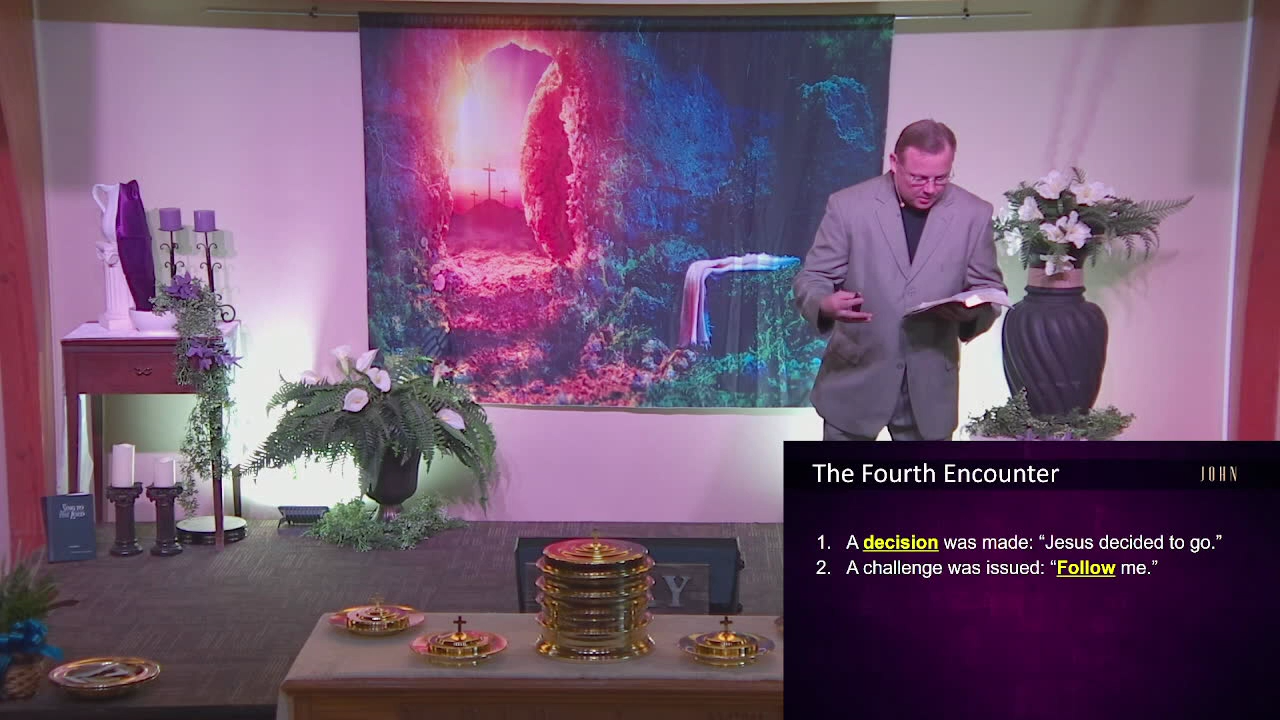 The Fourth Encounter
JOHN
1. A decision was made: “Jesus decided to go.”
2. A challenge was issued: “Follow me.”